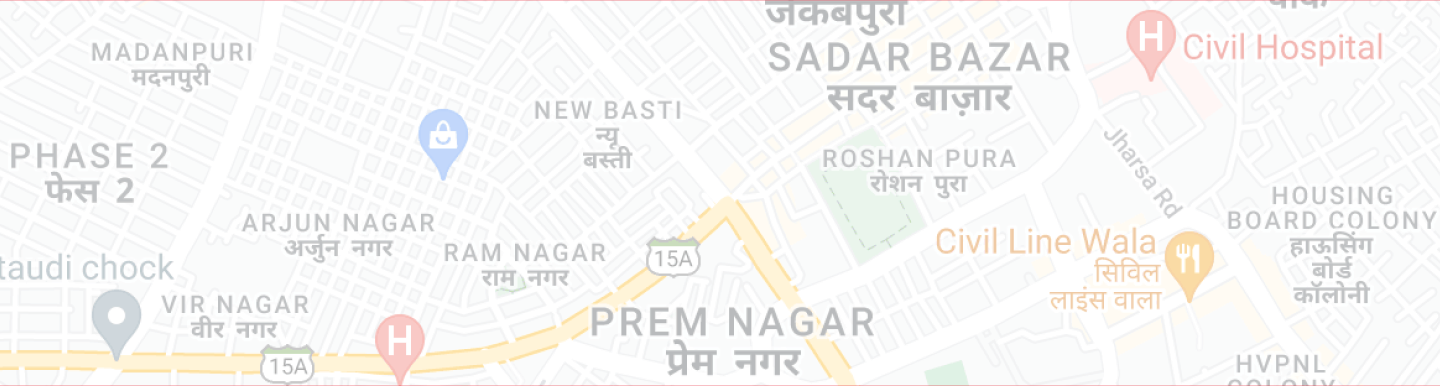 जकबपुरा
SADAR BAZAR
सदर बाज़ार
H Civil Hospital
MADANPURI
मदनपुरी
NEW BASTI
न्यू
बस्ती
PHASE 2
फेस 2
ROSHAN PURA
रोशन पुरा
Jharsa Rd
HOUSING
BOARD COLONY
हाऊसिंग
बोर्ड
कॉलोनी
ARJUN NAGAR
अर्जुन नगर
RAM NAGAR
राम नगर
15A
Civil Line Wala
सिविल
लाइंस वाला
taudi chock
VIR NAGAR
वीर नगर
H
15A
PREM NAGAR
प्रेम नगर
HVPNL
COLONY